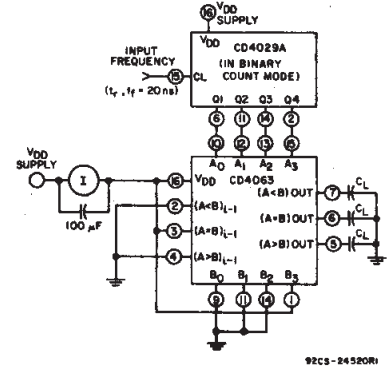 16 VDD SUPPLY
VDD
CD4029A
(IN BINARY COUNT MODE)
INPUT FREQUENCY
15 CL
(tr, tf = 20 ns)
Q1 Q2 Q3 Q4
6 11 14 2
10 12 13 15
A0 A1 A2 A3
VDD SUPPLY
I
100 μF
16 VDD
CD4063
2 (A<B)i-1
3 (A=B)i-1
4 (A>B)i-1
(A<B) OUT 7 CL
(A=B) OUT 6 CL
(A>B) OUT 5 CL
B0 B1 B2 B3
9 11 14 1
92CS-24520R1